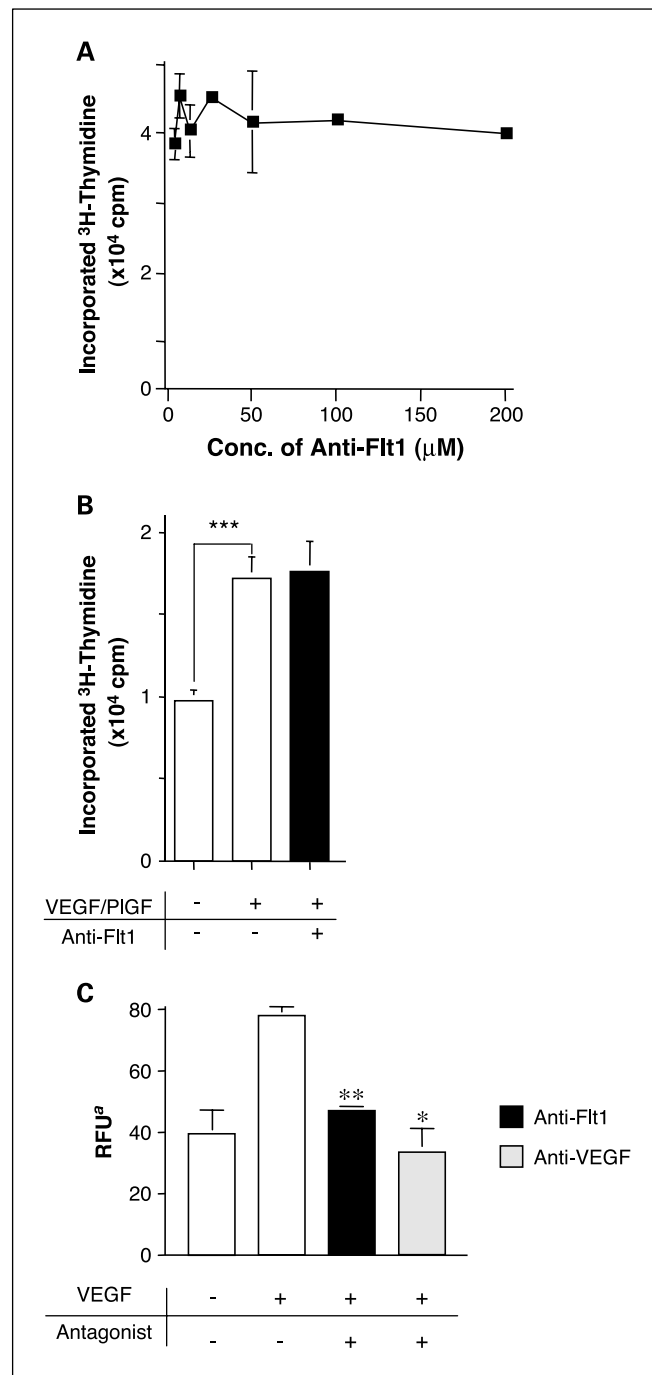 A
Incorporated ³H-Thymidine
(x10⁴ cpm)
4
2
0
0 50 100 150 200
Conc. of Anti-Flt1 (μM)
B
***
Incorporated ³H-Thymidine
(x10⁴ cpm)
2
1
0
VEGF/PlGF - + +
Anti-Flt1 - - +
C
RFUᵃ
80
60
40
20
0
**
*
Anti-Flt1
Anti-VEGF
VEGF - + + +
Antagonist - - + +